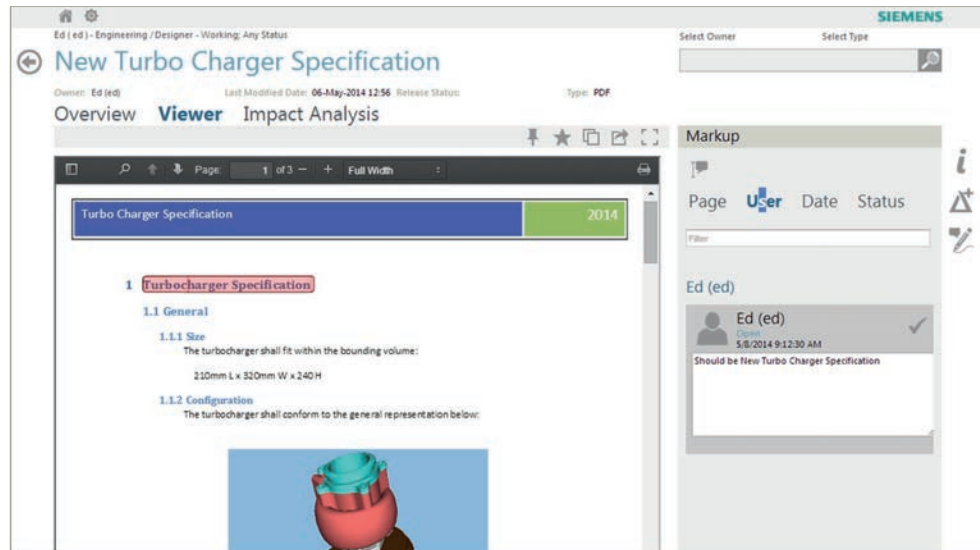 SIEMENS
Ed ( ed ) - Engineering / Designer - Working; Any Status
Select Owner Select Type
New Turbo Charger Specification
Owner: Ed (ed) Last Modified Date: 06-May-2014 12:56 Release Status: Type: PDF
Overview Viewer Impact Analysis
Page: 1 of 3 Full Width
Turbo Charger Specification 2014
1 Turbocharger Specification
1.1 General
1.1.1 Size
The turbocharger shall fit within the bounding volume:
210mm L x 320mm W x 240 H
1.1.2 Configuration
The turbocharger shall conform to the general representation below:
Markup
Page User Date Status
Filter
Ed (ed)
Ed (ed)
Open
5/8/2014 9:12:30 AM
Should be New Turbo Charger Specification